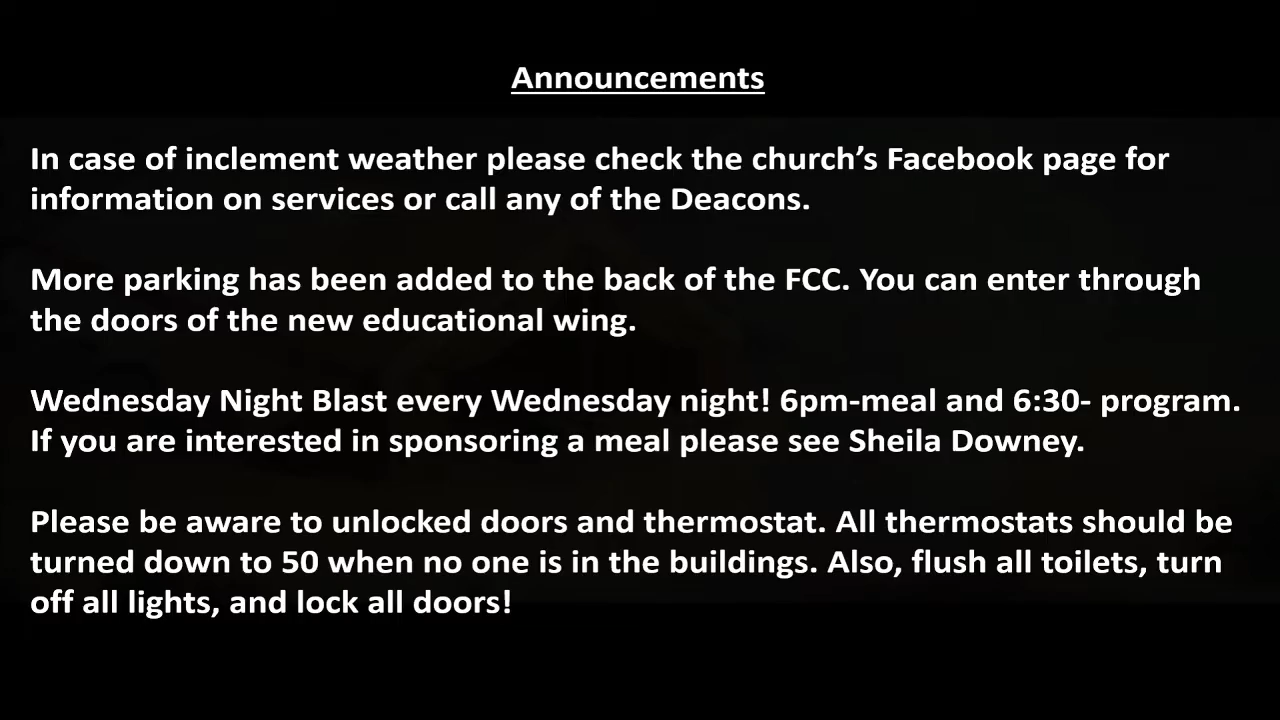 Announcements
In case of inclement weather please check the church’s Facebook page for
information on services or call any of the Deacons.
More parking has been added to the back of the FCC. You can enter through
the doors of the new educational wing.
Wednesday Night Blast every Wednesday night! 6pm-meal and 6:30- program.
If you are interested in sponsoring a meal please see Sheila Downey.
Please be aware to unlocked doors and thermostat. All thermostats should be
turned down to 50 when no one is in the buildings. Also, flush all toilets, turn
off all lights, and lock all doors!